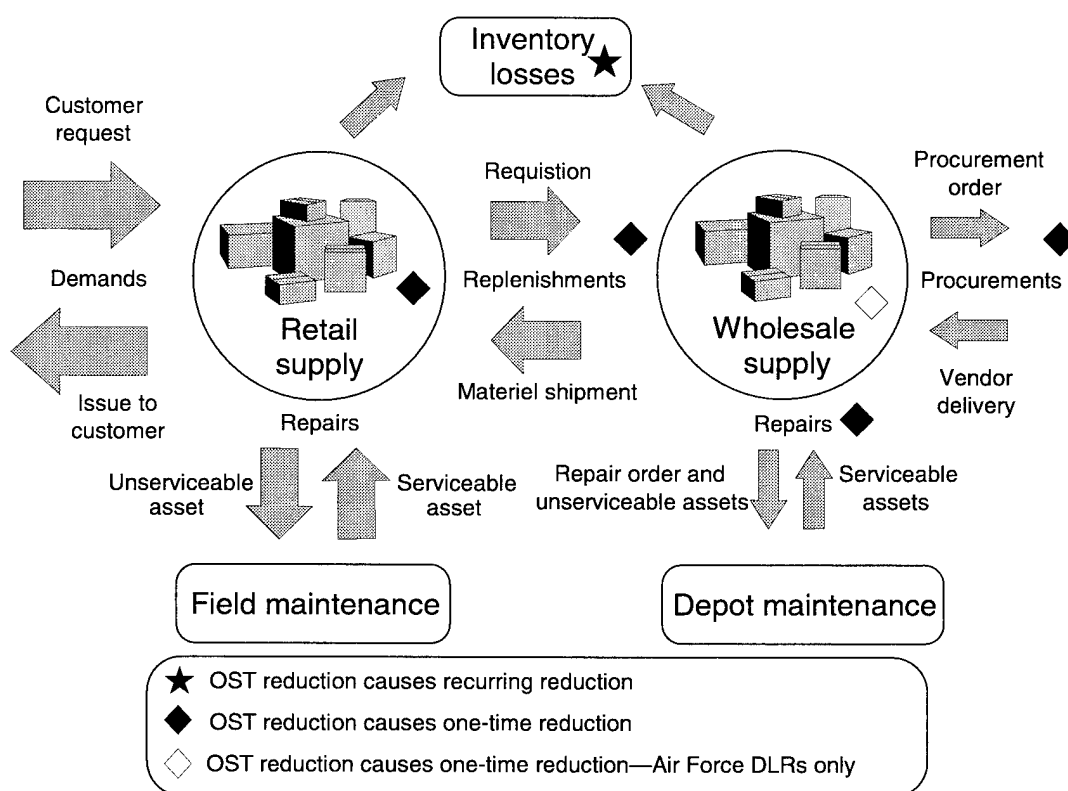 Inventory
losses
Customer
request
Demands
Issue to
customer
Retail
supply
Requistion
Replenishments
Materiel shipment
Wholesale
supply
Procurement
order
Procurements
Vendor
delivery
Repairs
Unserviceable
asset
Serviceable
asset
Repairs
Repair order and
unserviceable assets
Serviceable
assets
Field maintenance
Depot maintenance
OST reduction causes recurring reduction
OST reduction causes one-time reduction
OST reduction causes one-time reduction—Air Force DLRs only